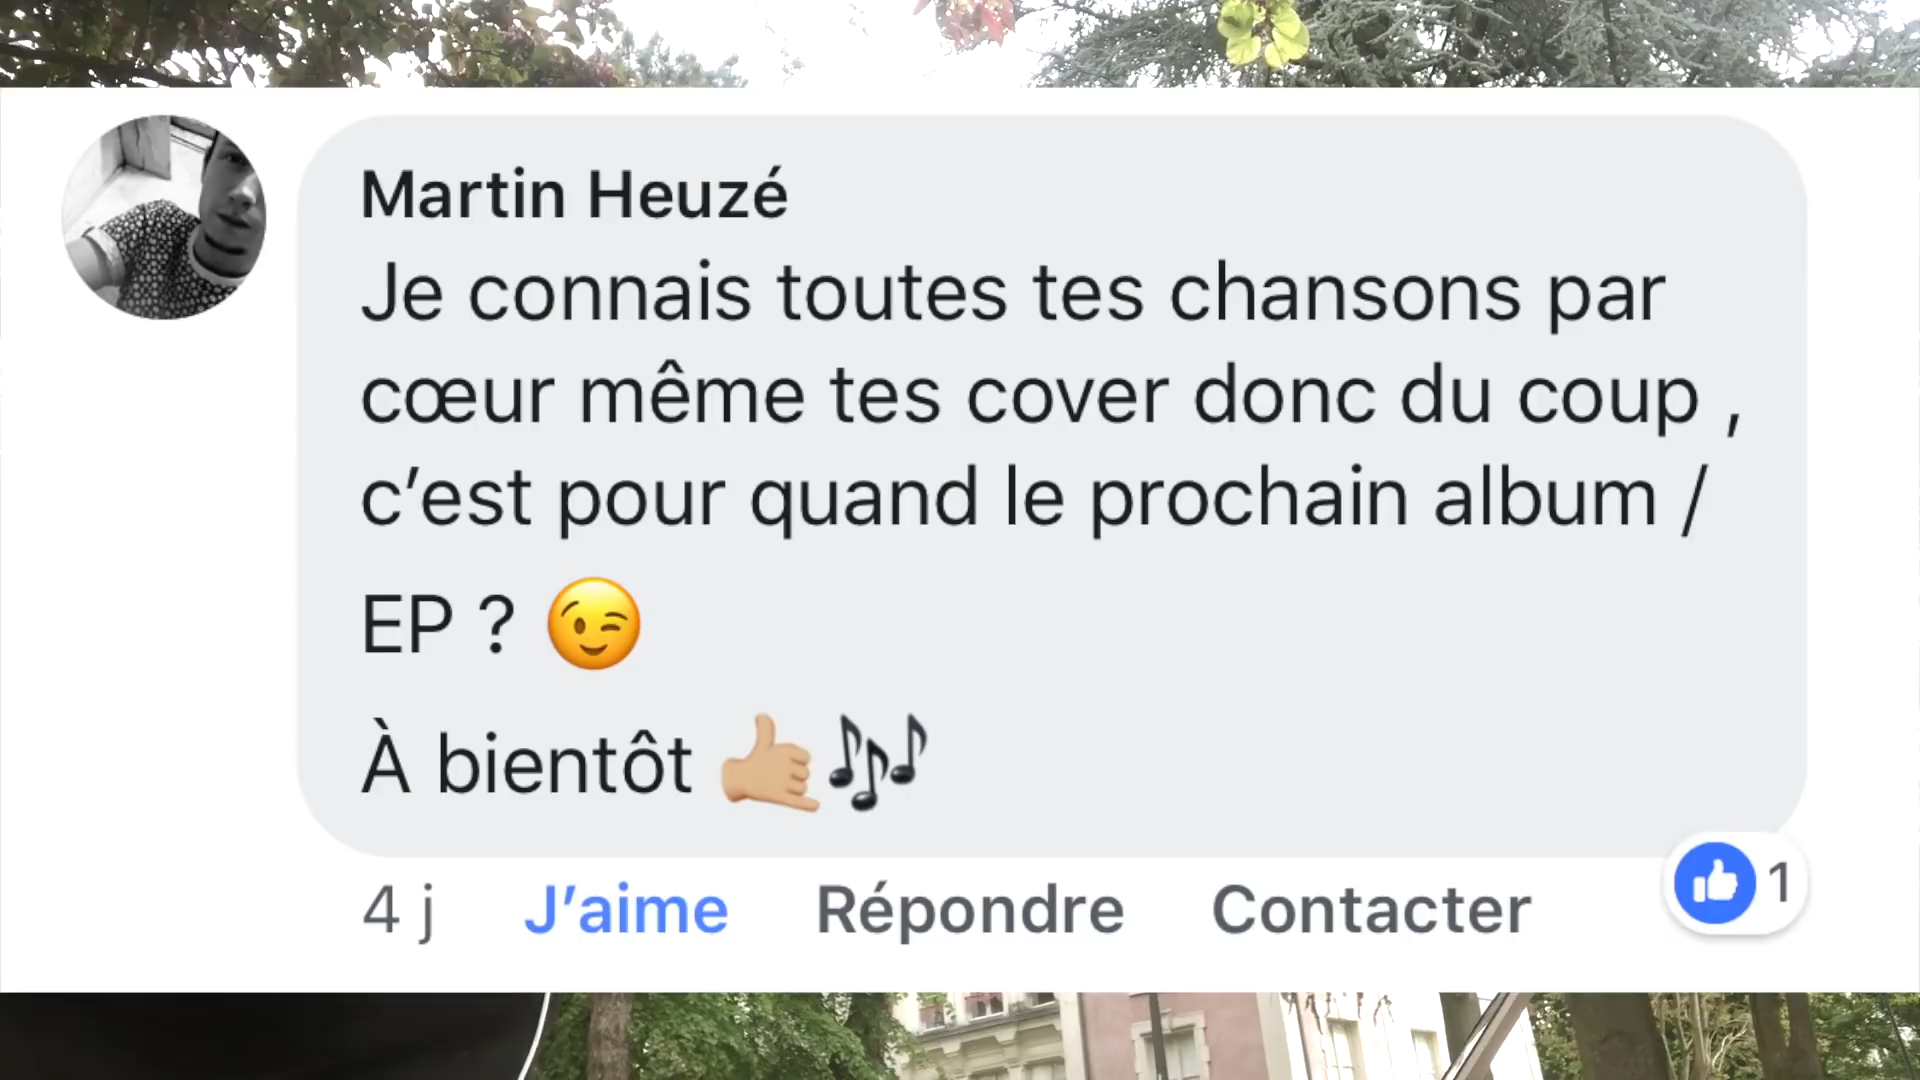 Martin Heuzé
Je connais toutes tes chansons par
cœur même tes cover donc du coup ,
c’est pour quand le prochain album /
EP ? 😉
À bientôt 🤙🏼🎶
4 j J’aime Répondre Contacter 1